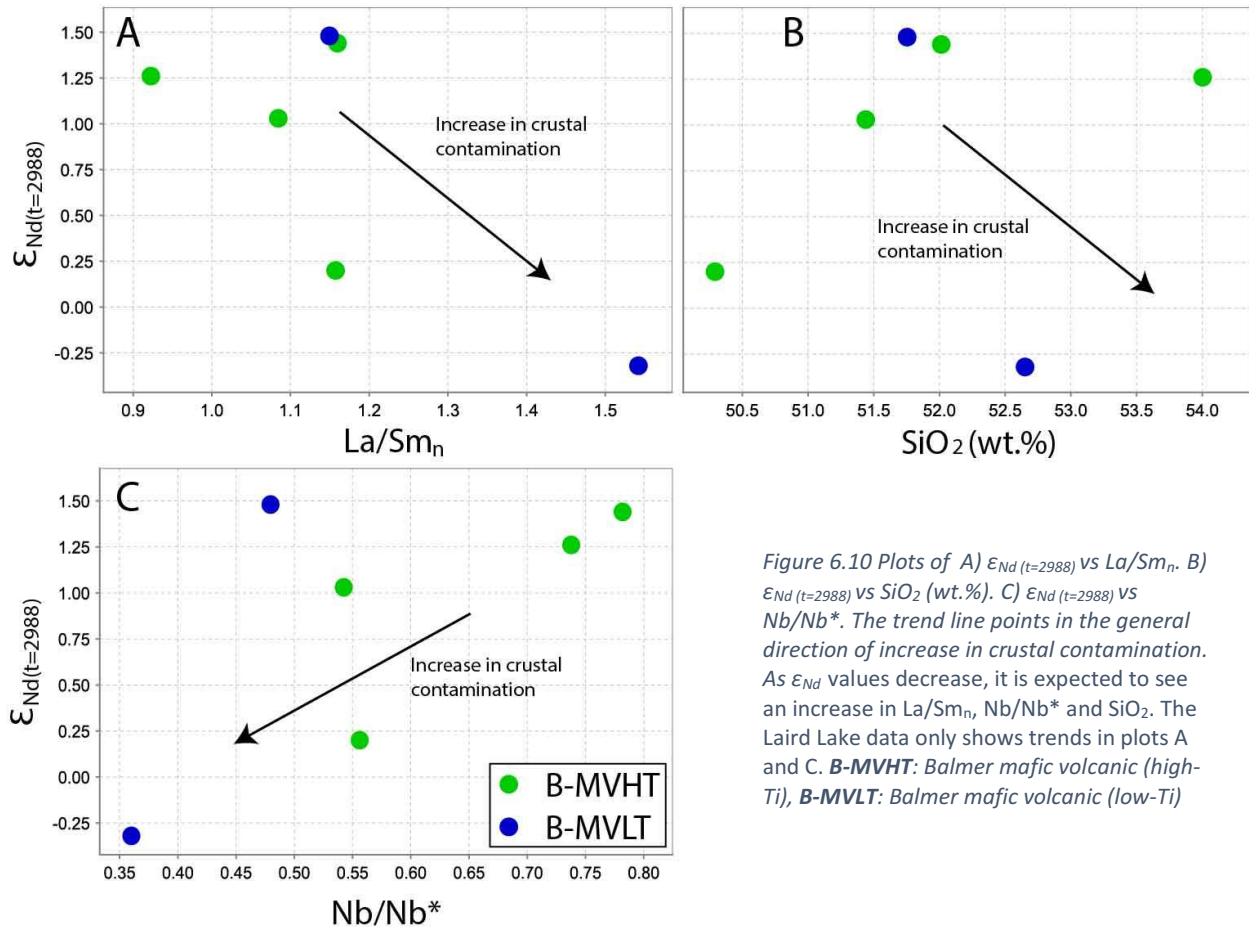 A
1.50
1.25
1.00
0.75
0.50
0.25
0.00
-0.25
εNd(t=2988)
Increase in crustal
contamination
0.9 1.0 1.1 1.2 1.3 1.4 1.5
La/Smn
B
Increase in crustal
contamination
50.5 51.0 51.5 52.0 52.5 53.0 53.5 54.0
SiO2 (wt.%)
C
1.50
1.25
1.00
0.75
0.50
0.25
0.00
-0.25
εNd(t=2988)
Increase in crustal
contamination
B-MVHT
B-MVLT
0.35 0.40 0.45 0.50 0.55 0.60 0.65 0.70 0.75 0.80
Nb/Nb*
Figure 6.10 Plots of A) εNd (t=2988) vs La/Smn. B)
εNd (t=2988) vs SiO2 (wt.%). C) εNd (t=2988) vs
Nb/Nb*. The trend line points in the general
direction of increase in crustal contamination.
As εNd values decrease, it is expected to see
an increase in La/Smn, Nb/Nb* and SiO2. The
Laird Lake data only shows trends in plots A
and C. B-MVHT: Balmer mafic volcanic (high-
Ti), B-MVLT: Balmer mafic volcanic (low-Ti)